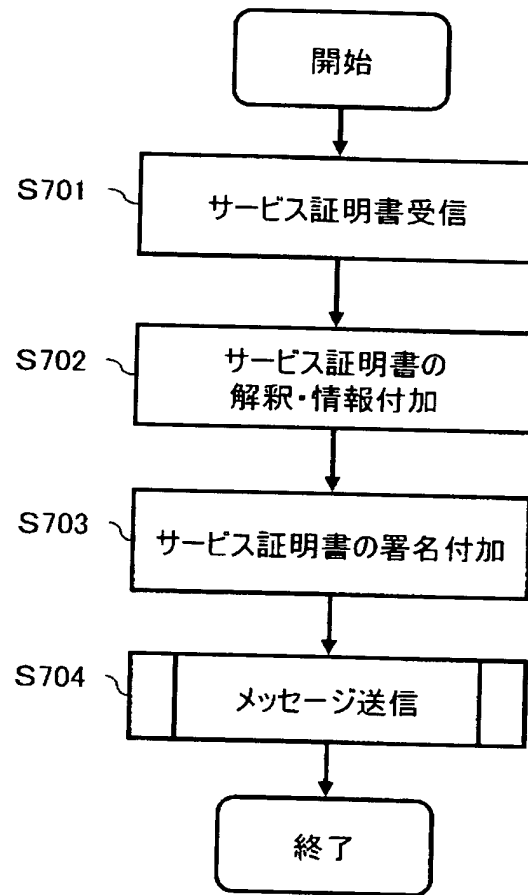 開始
S701
サービス証明書受信
S702
サービス証明書の
解釈・情報付加
S703
サービス証明書の署名付加
S704
メッセージ送信
終了